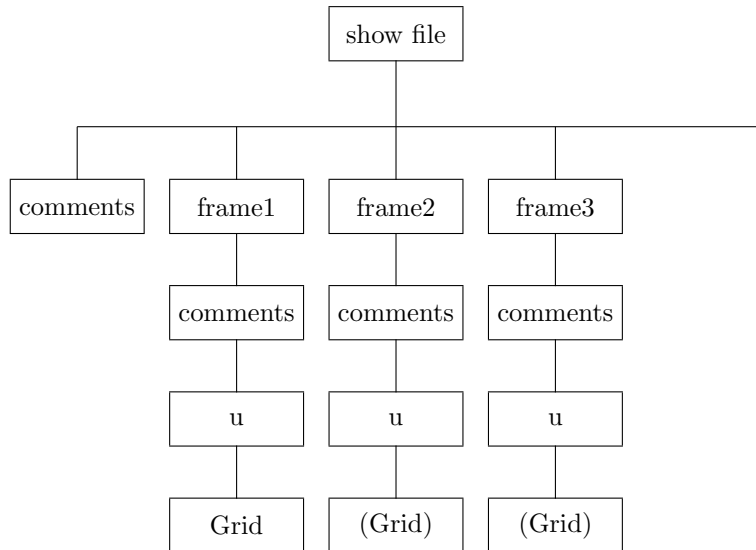 show file
comments
frame1
frame2
frame3
comments
comments
comments
u
u
u
Grid
(Grid)
(Grid)